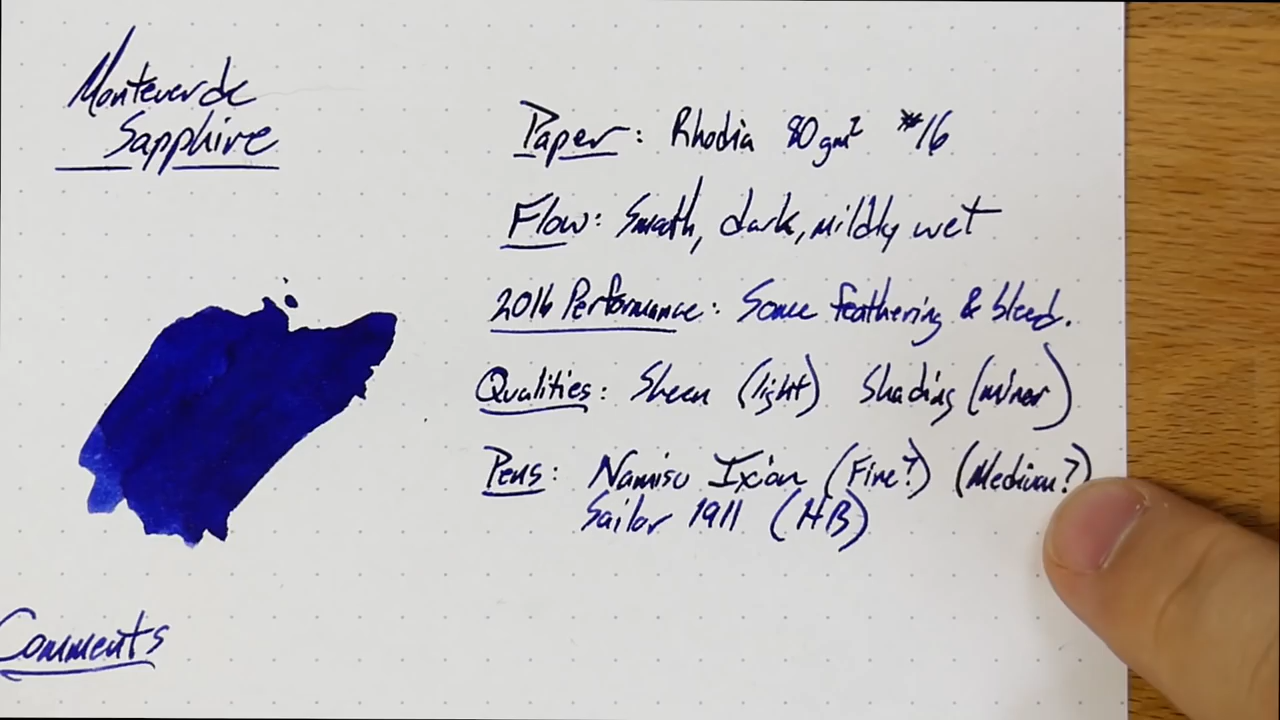 Monteverde
Sapphire
Paper: Rhodia 80gm² #16
Flow: Smooth, dark, mildly wet
2016 Performance: Some feathering & bleed.
Qualities: Sheen (light) Shading (minor)
Pens: Namisu Ixion (Fine?) (Medium?)
Sailor 1911 (HB)
Comments